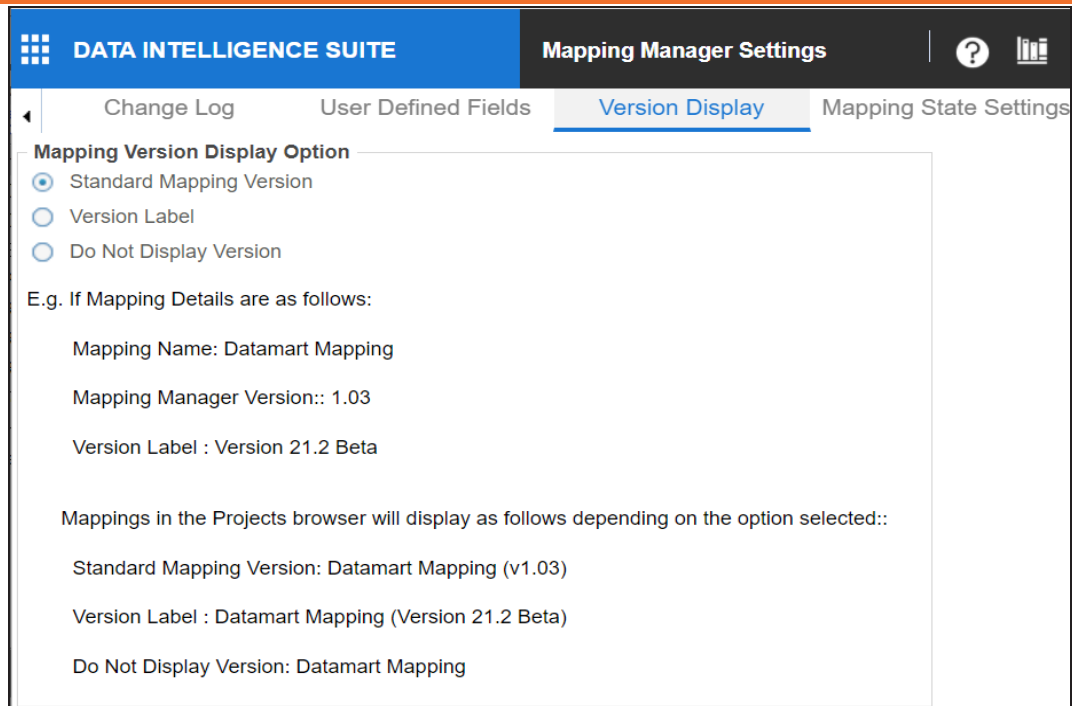 DATA INTELLIGENCE SUITE Mapping Manager Settings ?
Change Log User Defined Fields Version Display Mapping State Settings
Mapping Version Display Option
Standard Mapping Version
Version Label
Do Not Display Version
E.g. If Mapping Details are as follows:
Mapping Name: Datamart Mapping
Mapping Manager Version:: 1.03
Version Label : Version 21.2 Beta
Mappings in the Projects browser will display as follows depending on the option selected::
Standard Mapping Version: Datamart Mapping (v1.03)
Version Label : Datamart Mapping (Version 21.2 Beta)
Do Not Display Version: Datamart Mapping